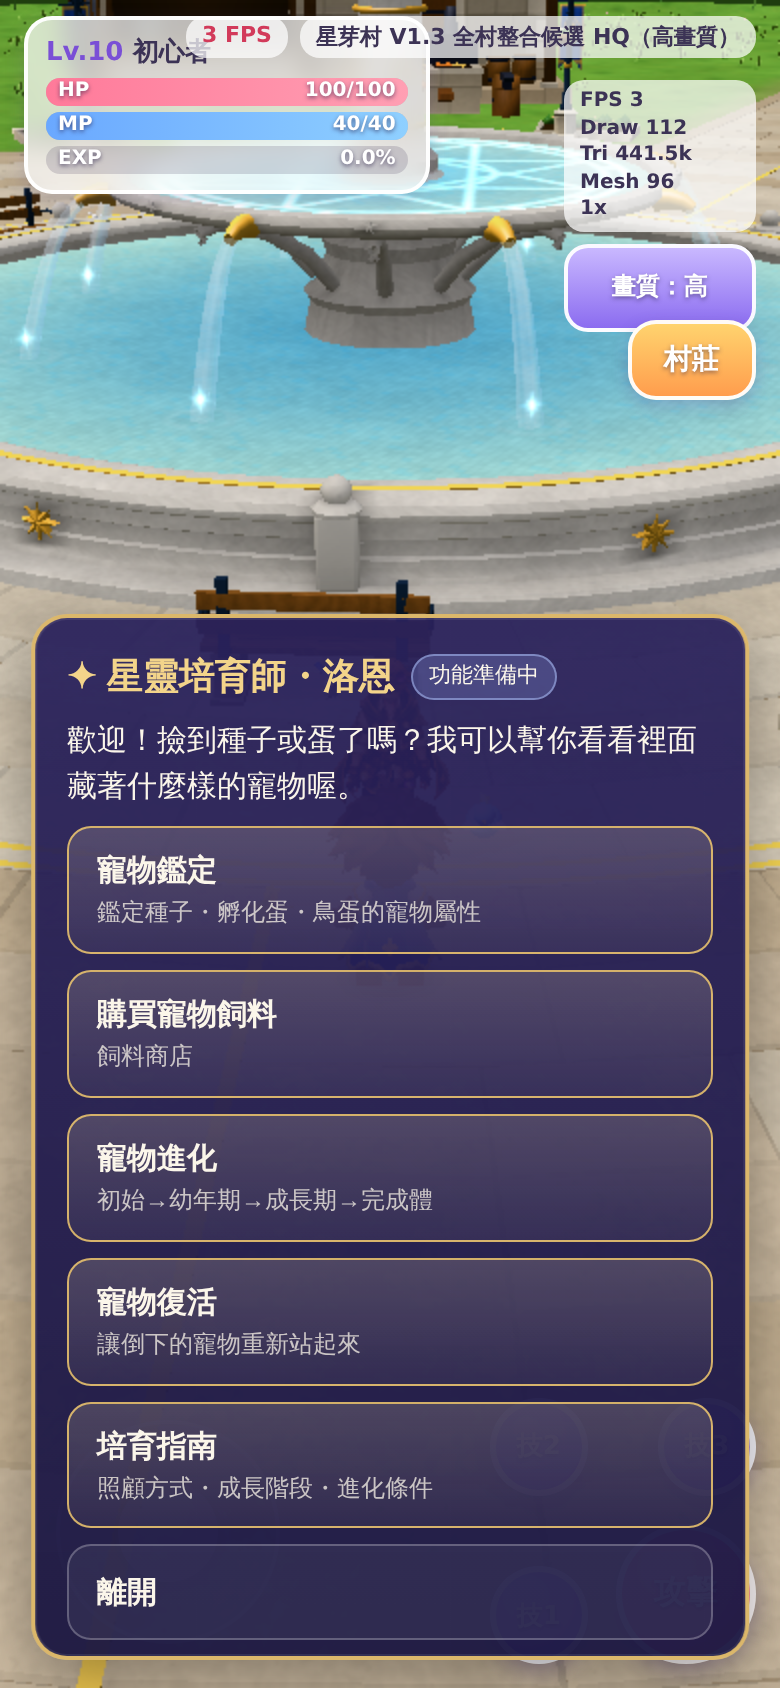 3 FPS
星芽村 V1.3 全村整合候選 HQ（高畫質）
Lv.10 初心者
HP 100/100
MP 40/40
EXP 0.0%
FPS 3
Draw 112
Tri 441.5k
Mesh 96
1x
畫質：高
村莊
✦ 星靈培育師・洛恩 功能準備中
歡迎！撿到種子或蛋了嗎？我可以幫你看看裡面
藏著什麼樣的寵物喔。
寵物鑑定
鑑定種子・孵化蛋・鳥蛋的寵物屬性
購買寵物飼料
飼料商店
寵物進化
初始→幼年期→成長期→完成體
寵物復活
讓倒下的寵物重新站起來
培育指南
照顧方式・成長階段・進化條件
技2
技3
離開
技1
攻擊